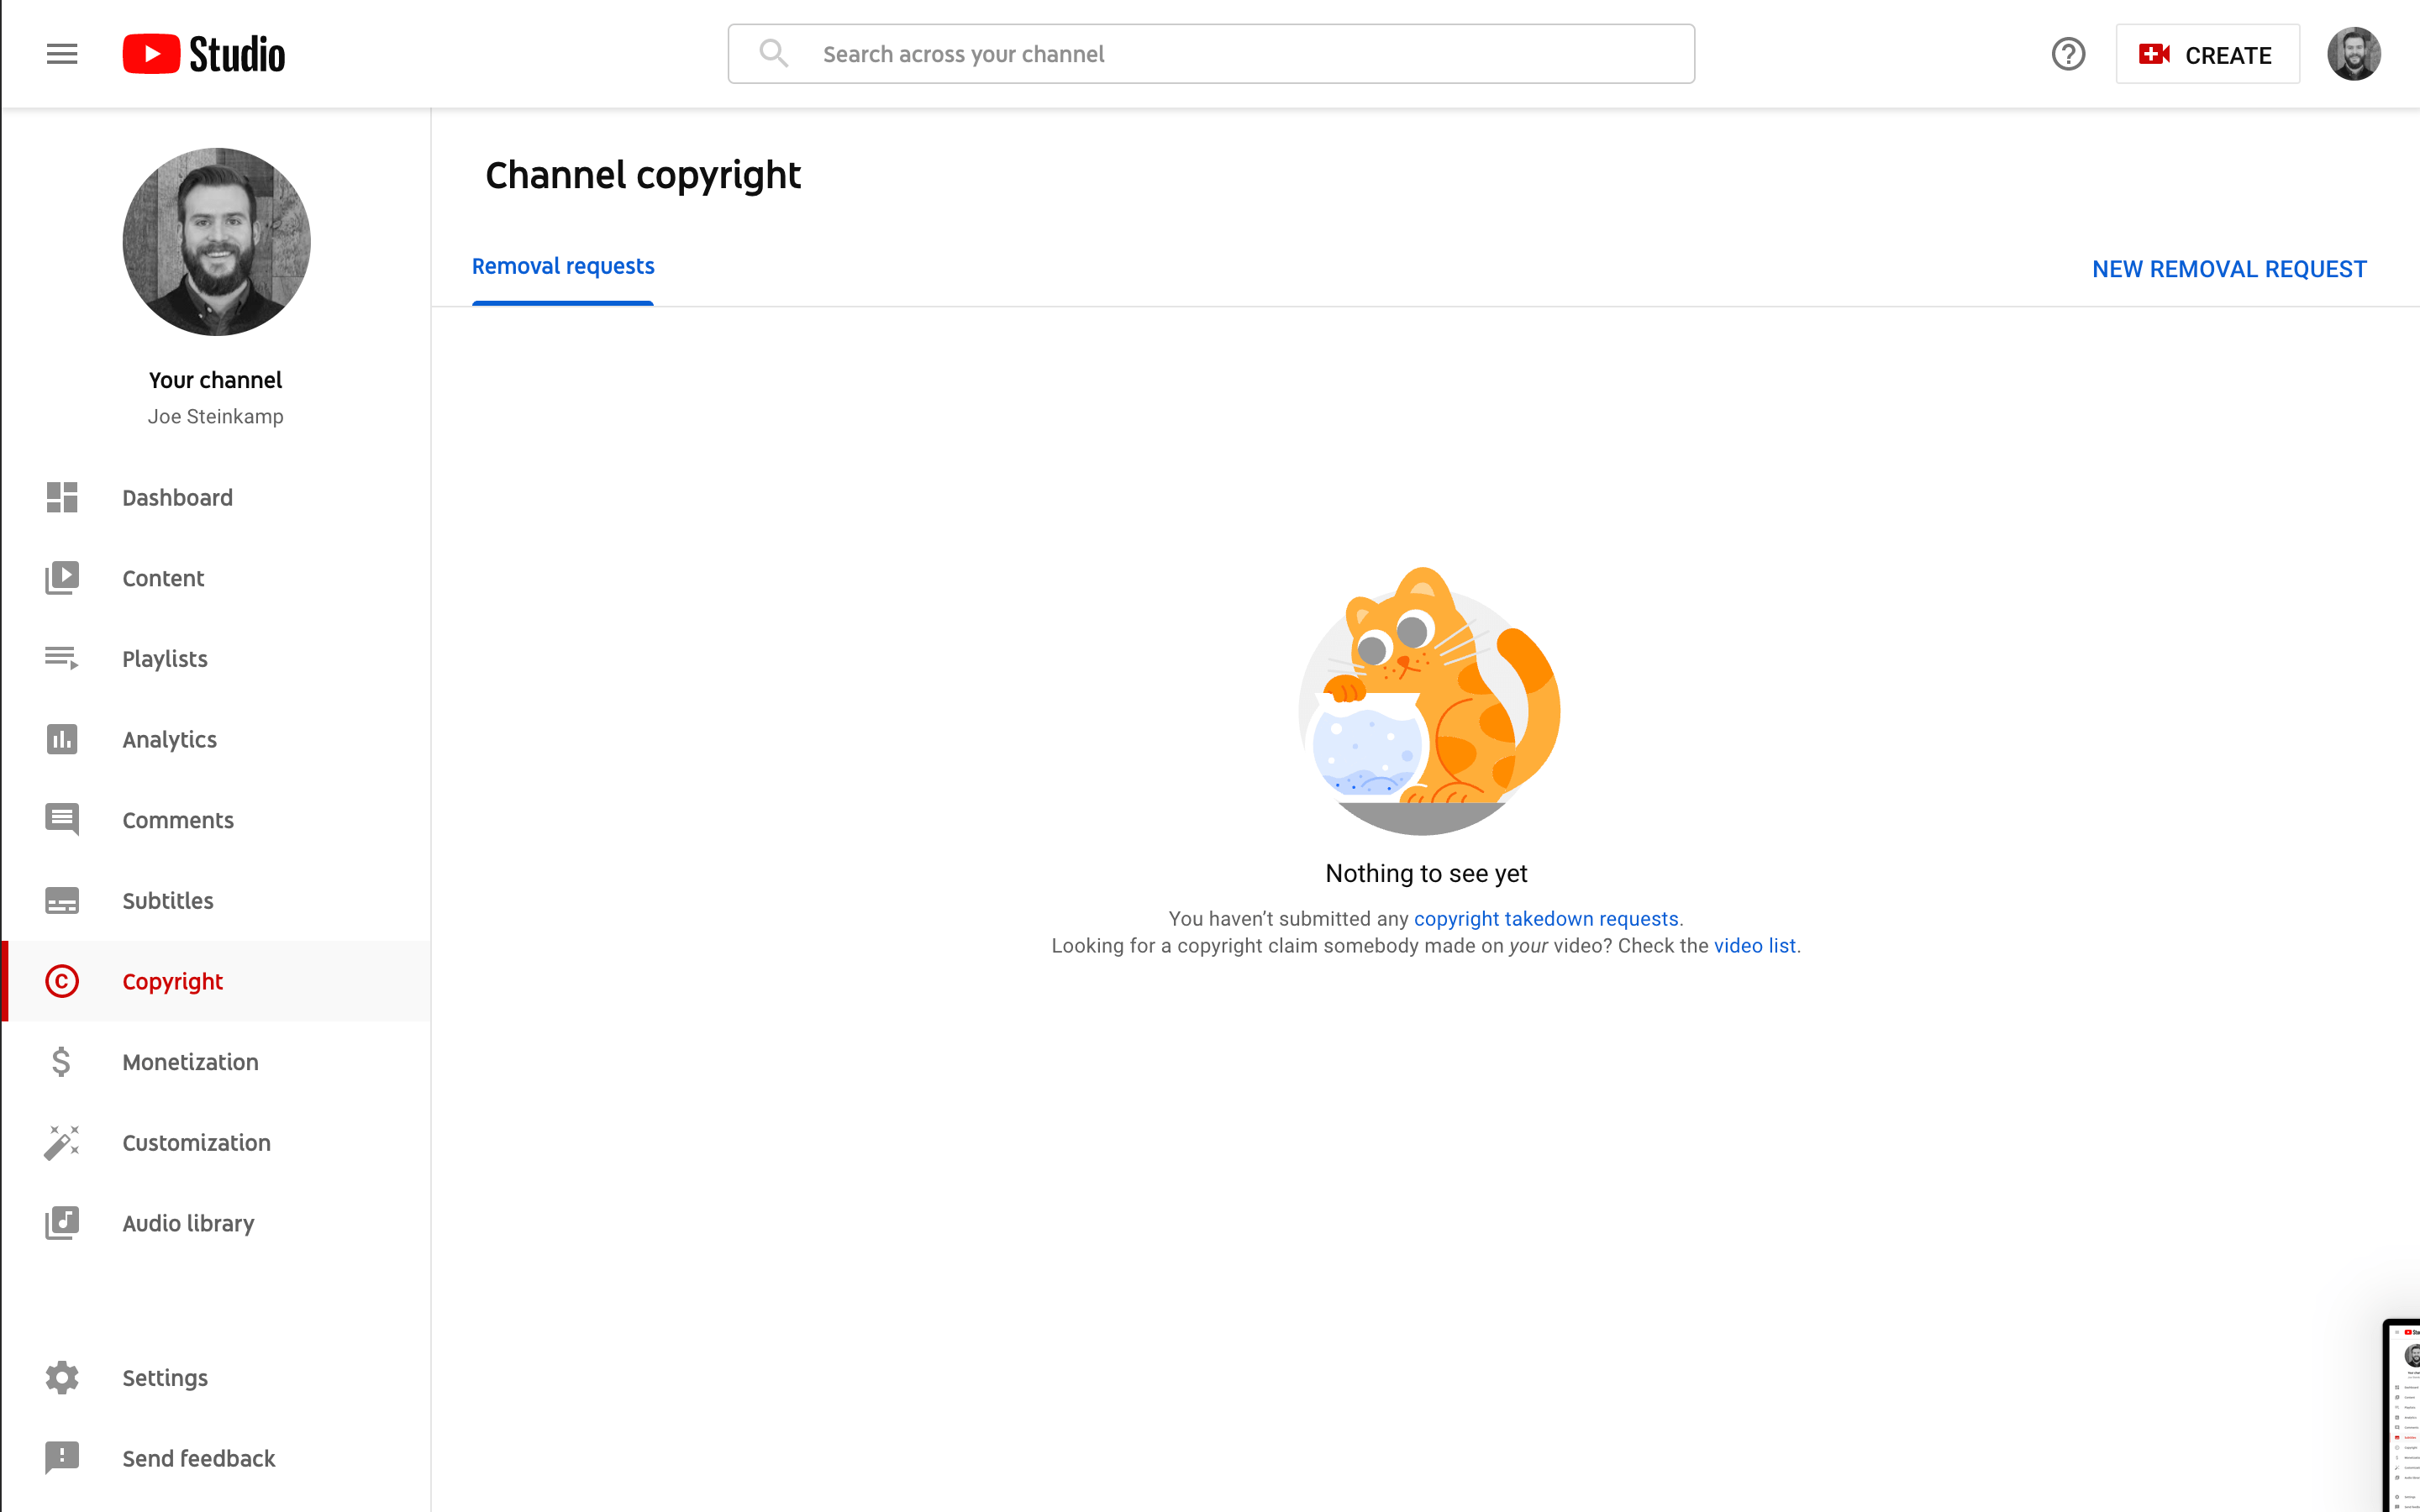 Studio
Search across your channel
CREATE
Your channel
Joe Steinkamp
Dashboard
Content
Playlists
Analytics
Comments
Subtitles
Copyright
Monetization
Customization
Audio library
Settings
Send feedback
Channel copyright
Removal requests
NEW REMOVAL REQUEST
Nothing to see yet
You haven’t submitted any copyright takedown requests.
Looking for a copyright claim somebody made on your video? Check the video list.